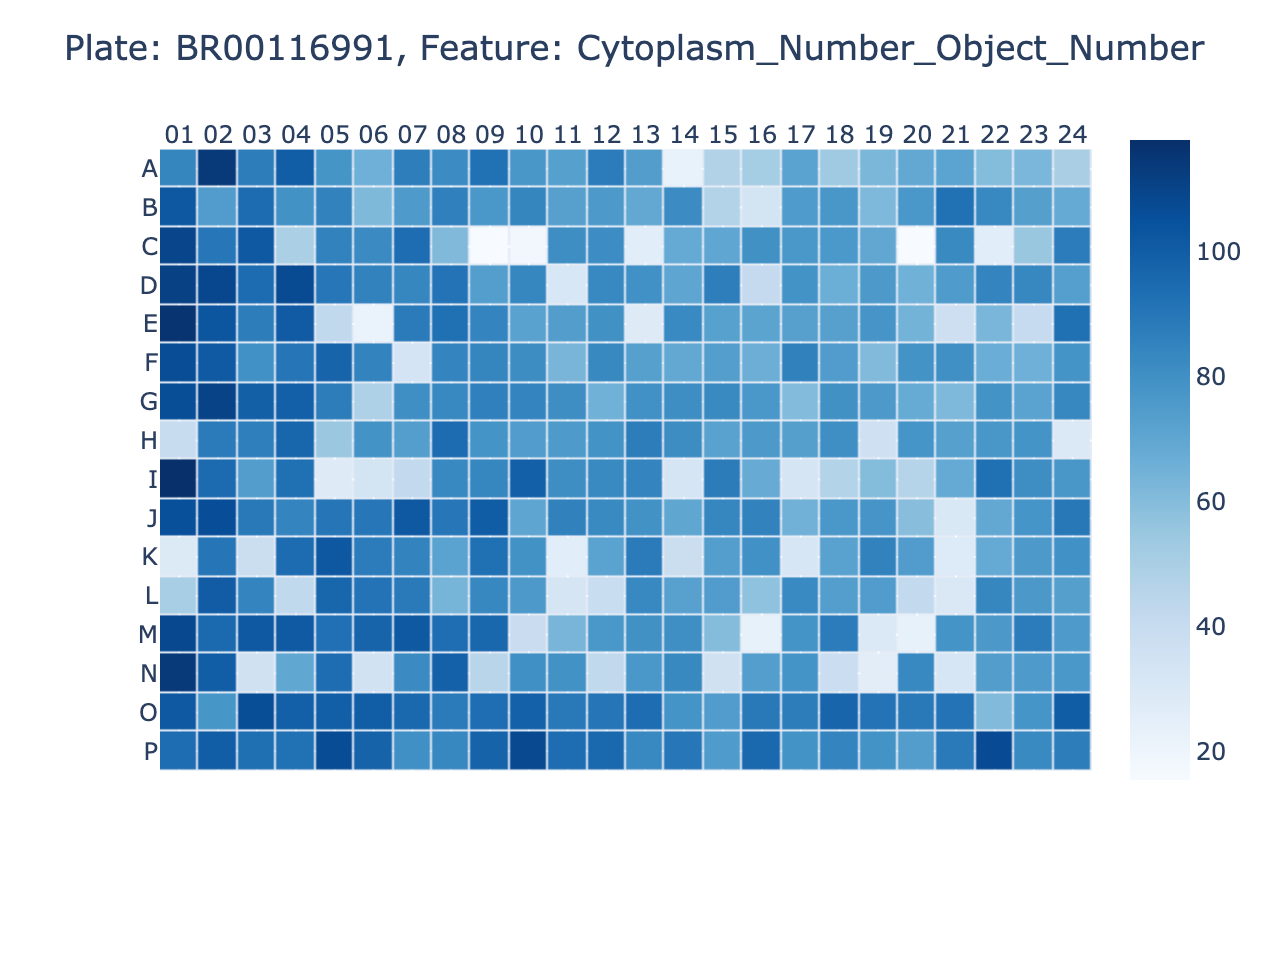 Plate: BR00116991, Feature: Cytoplasm_Number_Object_Number
01 02 03 04 05 06 07 08 09 10 11 12 13 14 15 16 17 18 19 20 21 22 23 24
A
B
C
D
E
F
G
H
I
J
K
L
M
N
O
P
100
80
60
40
20